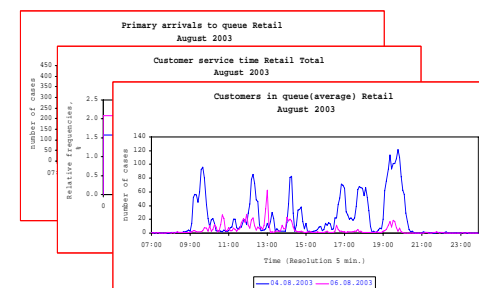 Primary arrivals to queue Retail
August 2003
number of cases
450
400
350
300
250
200
150
100
50
0
Customer service time Retail Total
August 2003
Relative frequencies, %
2.5
2.0
1.5
1.0
0.5
0.0
0
Customers in queue(average) Retail
August 2003
number of cases
140
120
100
80
60
40
20
0
07:00 09:00 11:00 13:00 15:00 17:00 19:00 21:00 23:00
Time (Resolution 5 min.)
04.08.2003 06.08.2003